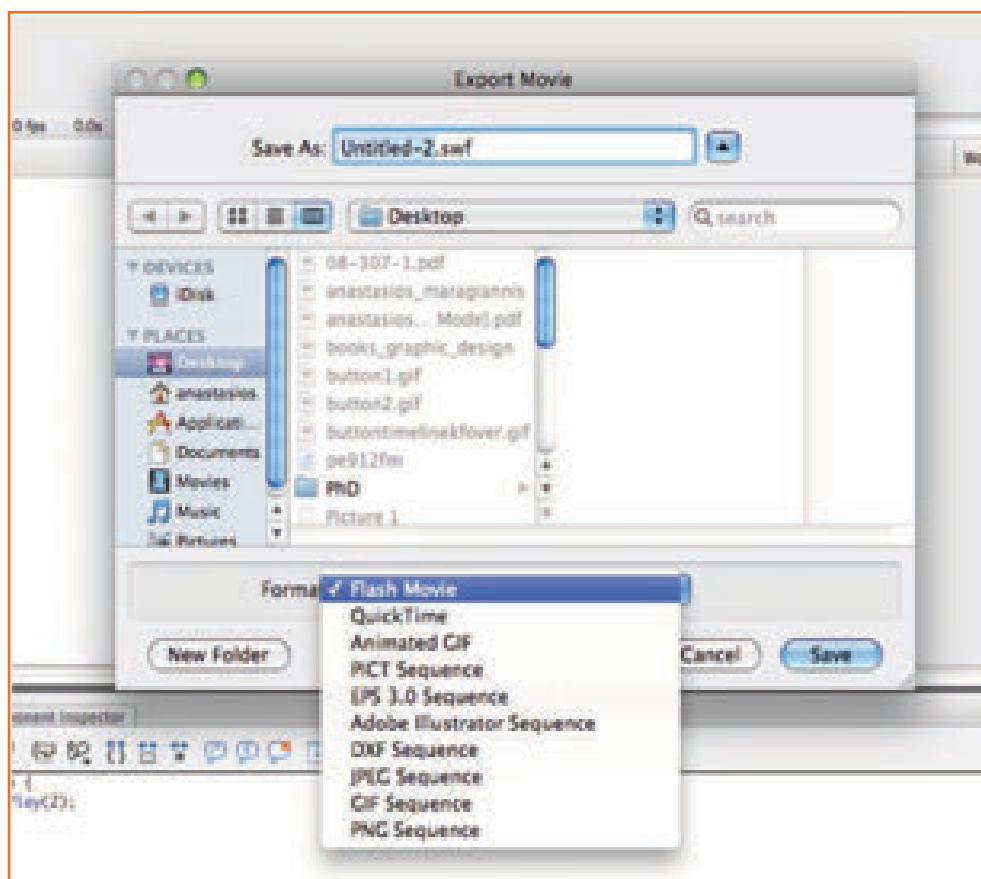 Export Movie
0 fps 0.0s
Save As: Untitled-2.swf
Desktop
search
DEVICES
iDisk
PLACES
Desktop
anastasios
Applicati...
Documents
Movies
Music
Pictures
08-307-1.pdf
anastasios_maragiannis
anastasios... Model.pdf
books_graphic_design
button1.gif
button2.gif
buttontimelinekfover.gif
pe912fm
PhD
Picture 1
Forma ✓ Flash Movie
QuickTime
Animated GIF
PICT Sequence
EPS 3.0 Sequence
Adobe Illustrator Sequence
DXF Sequence
JPEG Sequence
GIF Sequence
PNG Sequence
New Folder
Cancel
Save
onent Inspector
{
Play(2);